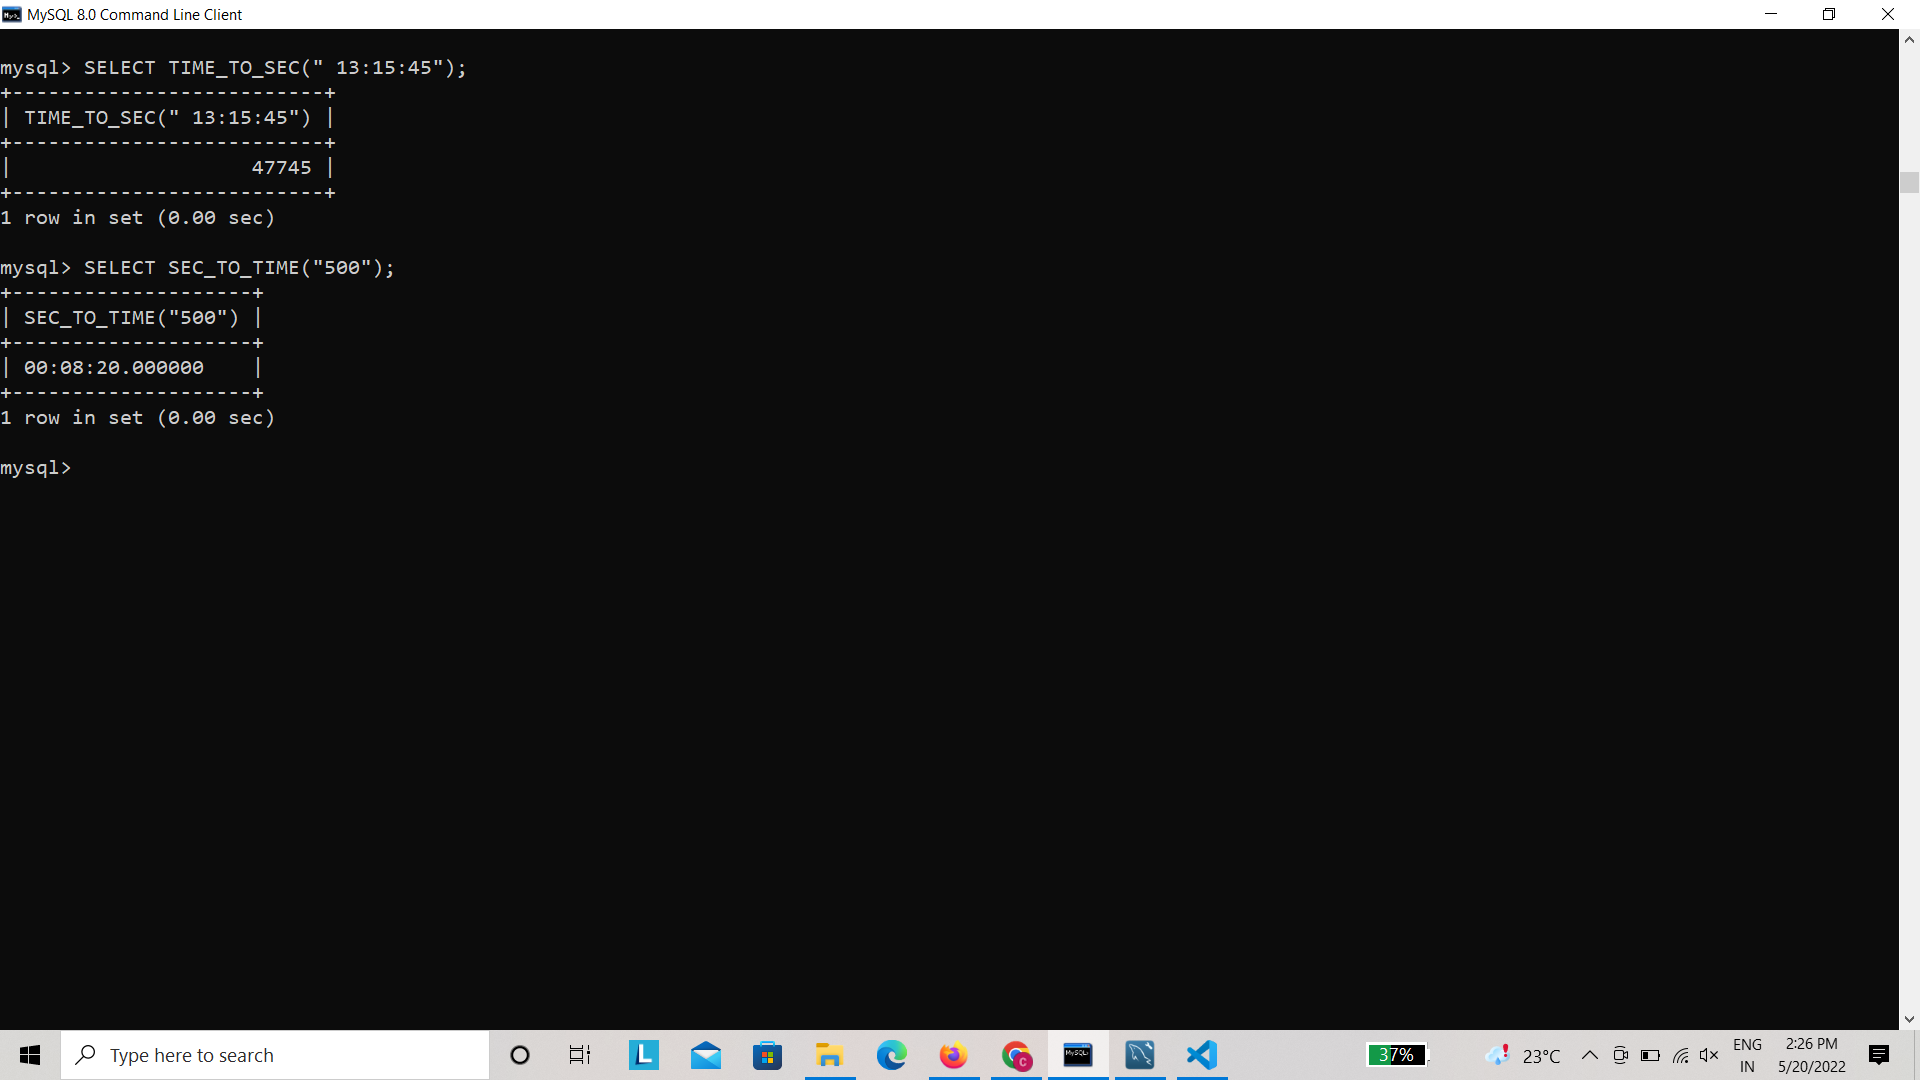 MySQL 8.0 Command Line Client
mysql> SELECT TIME_TO_SEC(" 13:15:45");
+--------------------------+
| TIME_TO_SEC(" 13:15:45") |
+--------------------------+
|                    47745 |
+--------------------------+
1 row in set (0.00 sec)
mysql> SELECT SEC_TO_TIME("500");
+--------------------+
| SEC_TO_TIME("500") |
+--------------------+
| 00:08:20.000000    |
+--------------------+
1 row in set (0.00 sec)
mysql>
Type here to search
L
C
MySQL
37%
23°C
ENG
IN
2:26 PM
5/20/2022